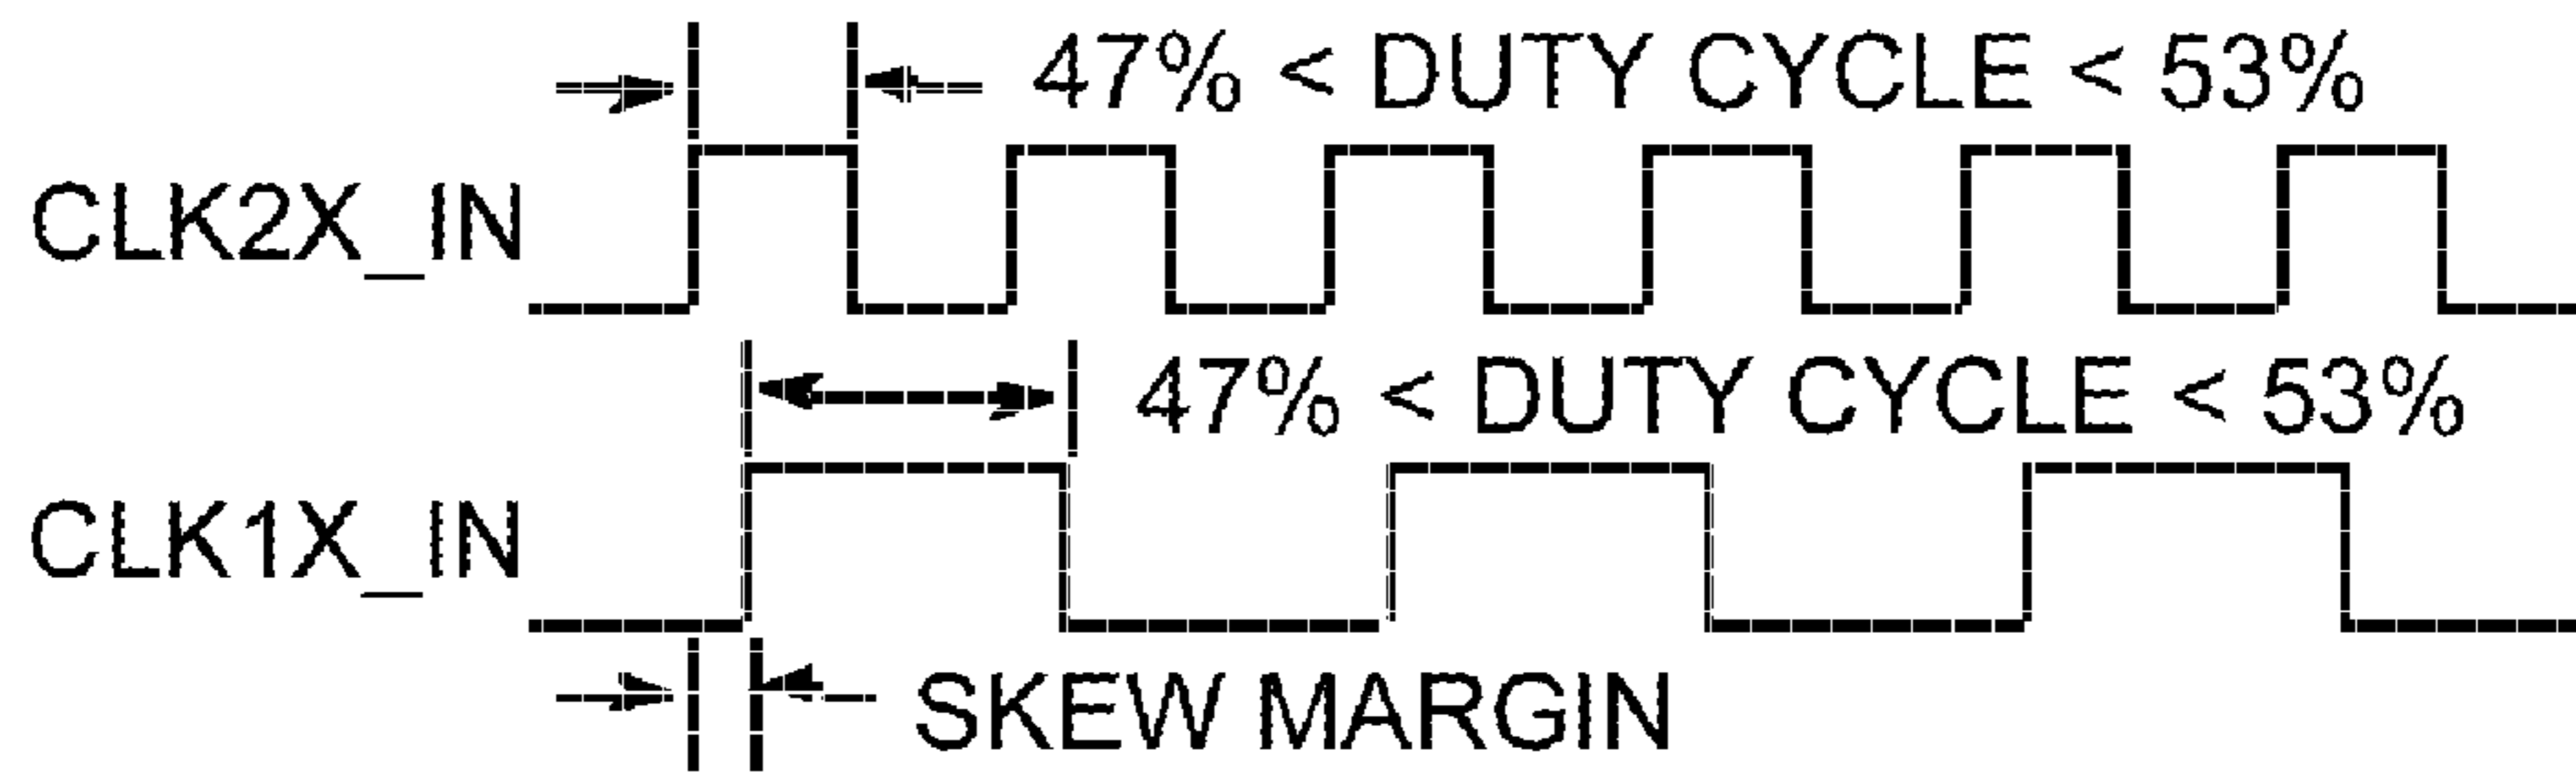 47% < DUTY CYCLE < 53%
CLK2X_IN
47% < DUTY CYCLE < 53%
CLK1X_IN
SKEW MARGIN